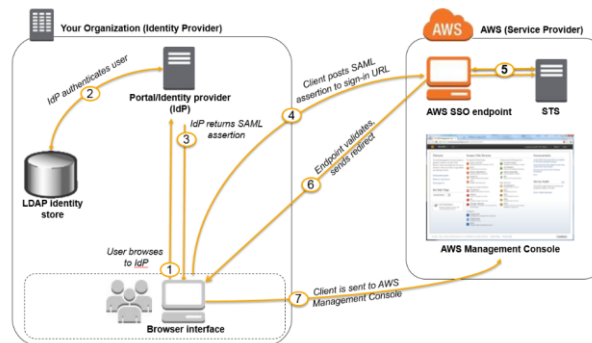 Your Organization (Identity Provider)
AWS (Service Provider)
AWS
IdP authenticates user
2
Portal/Identity provider
(IdP)
3
IdP returns SAML
assertion
Client posts SAML
assertion to sign-in URL
4
5
AWS SSO endpoint
STS
Endpoint validates,
sends redirect
6
LDAP identity
store
AWS Management Console
User browses
to IdP
1
Browser interface
7
Client is sent to AWS
Management Console